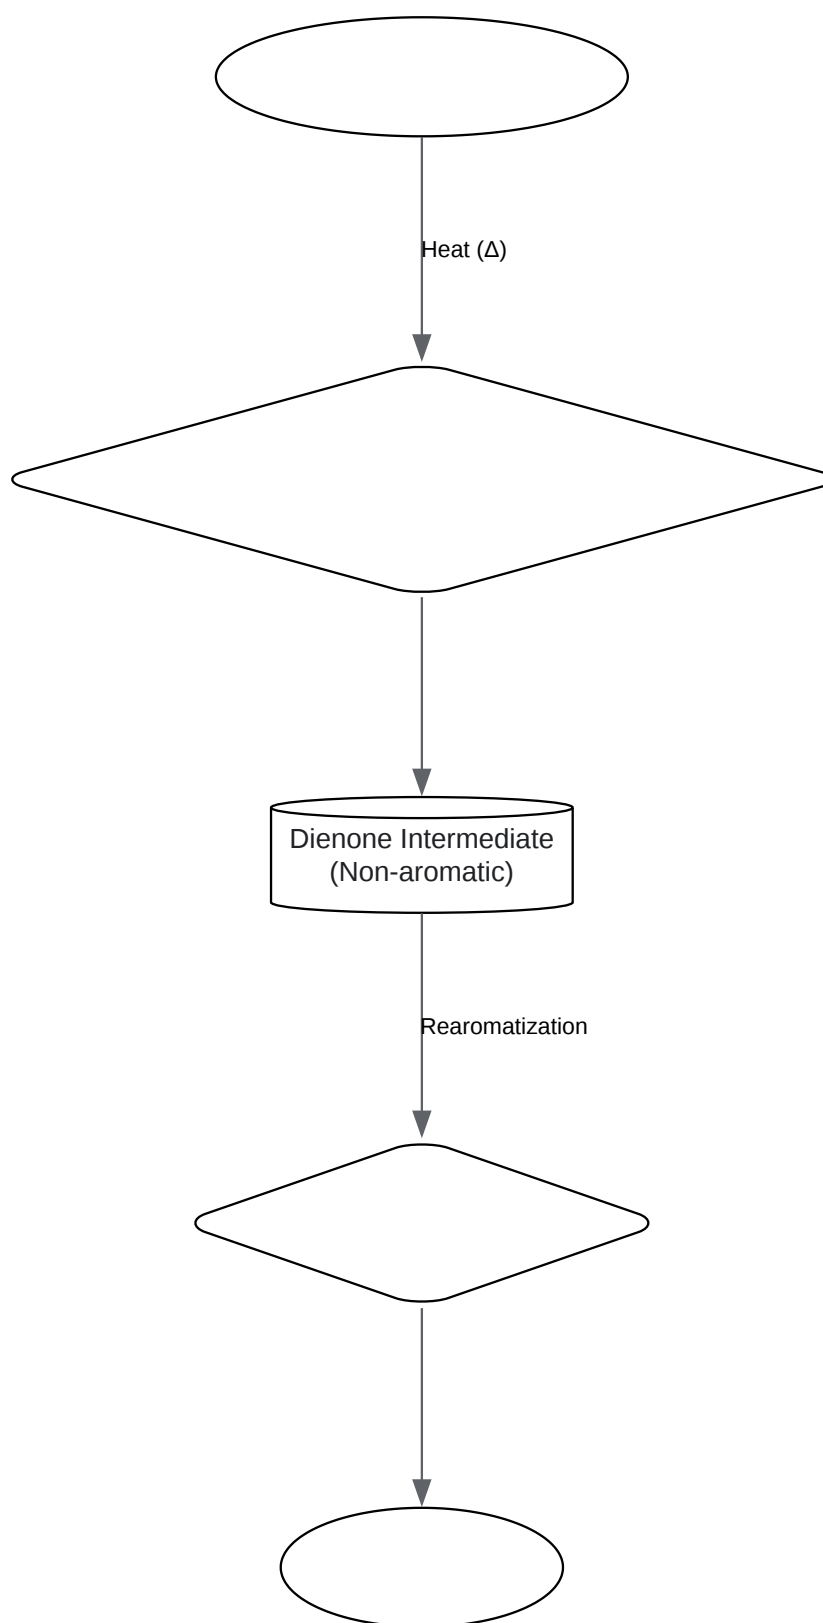 Heat (Δ)
Dienone Intermediate
(Non-aromatic)
Rearomatization